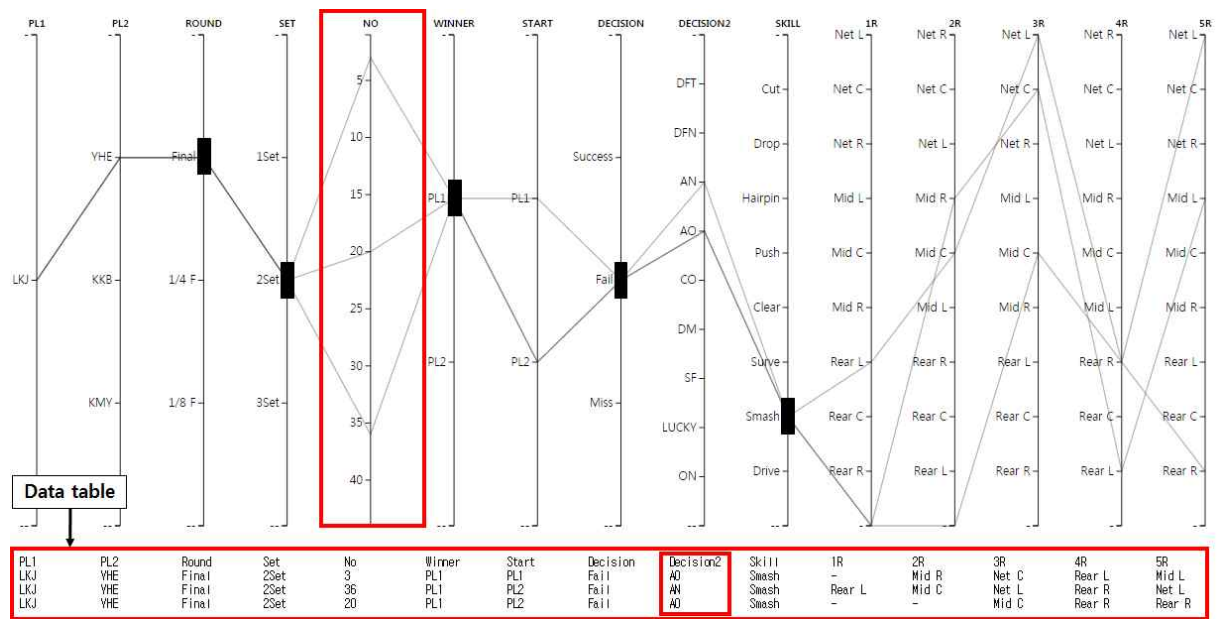 PL1 PL2 ROUND SET NO WINNER START DECISION DECISION2 SKILL 1R 2R 3R 4R 5R
- - - - - - - - - - Net L Net R Net L Net R Net L
5
DFT Cut Net C Net C Net C Net C Net C
DFN
10
Drop Net R Net L Net R Net L Net R
YHE Final 1Set Success
AN
15 PL1 PL1 Hairpin Mid L Mid R Mid L Mid R Mid L
AO
20 Push Mid C Mid C Mid C Mid C Mid C
LKJ KKB 1/4 F 2Set Fail CO
25 Clear Mid R Mid L Mid R Mid L Mid R
DM
30 PL2 PL2 Surve Rear L Rear R Rear L Rear R Rear L
SF
KMY 1/8 F 3Set Miss
35 LUCKY Smash Rear C Rear C Rear C Rear C Rear C
40 ON Drive Rear R Rear L Rear R Rear L Rear R
Data table
-- -- -- -- -- -- -- -- -- -- -- -- -- -- --
PL1 PL2 Round Set No Winner Start Decision Decision2 Skill 1R 2R 3R 4R 5R
LKJ YHE Final 2Set 3 PL1 PL1 Fail AO Smash - Mid R Net C Rear L Mid L
LKJ YHE Final 2Set 36 PL1 PL2 Fail AN Smash Rear L Mid C Net L Rear R Net L
LKJ YHE Final 2Set 20 PL1 PL2 Fail AO Smash - - Mid C Rear R Rear R